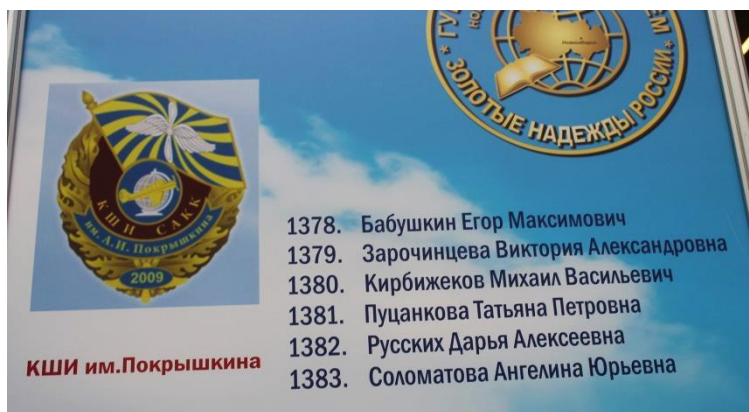 ЗОЛОТЫЕ НАДЕЖДЫ РОССИИ
Новосибирск
КШИ САКК
им. А.И. Покрышкина
2009
КШИ им.Покрышкина
1378. Бабушкин Егор Максимович
1379. Зарочинцева Виктория Александровна
1380. Кирбижеков Михаил Васильевич
1381. Пуцанкова Татьяна Петровна
1382. Русских Дарья Алексеевна
1383. Соломатова Ангелина Юрьевна